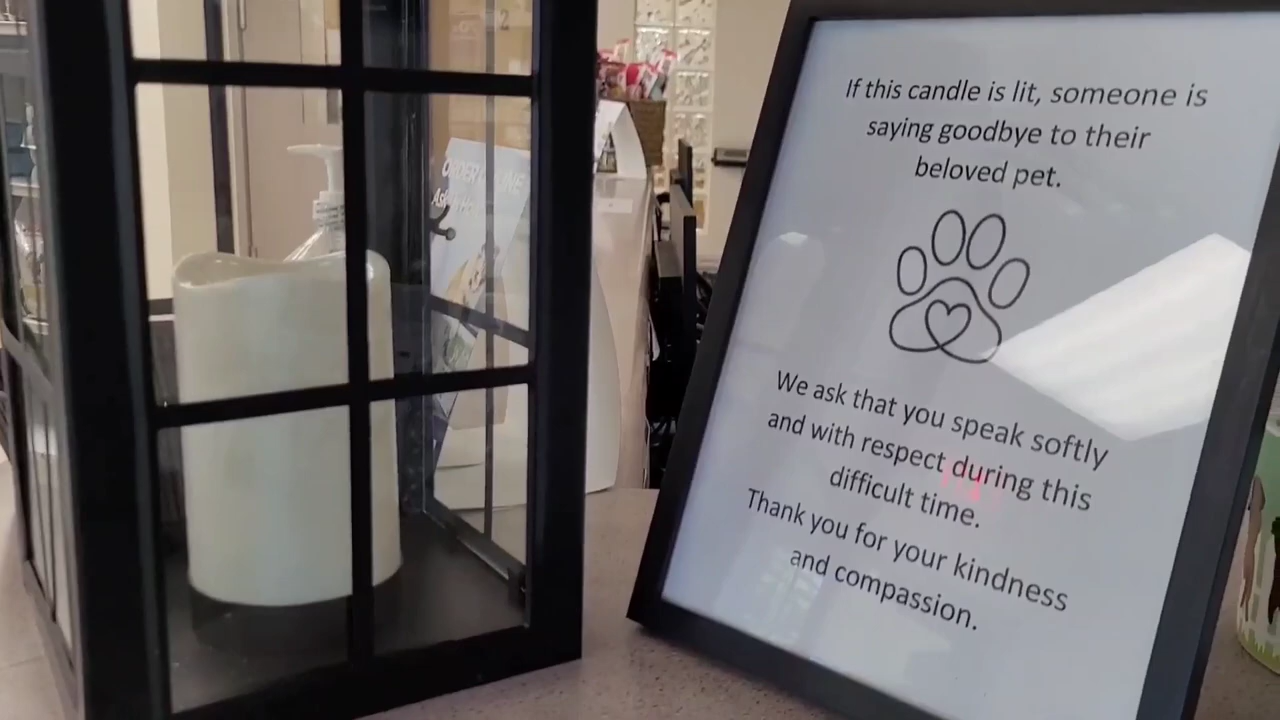 If this candle is lit, someone is
saying goodbye to their
beloved pet.
We ask that you speak softly
and with respect during this
difficult time.
Thank you for your kindness
and compassion.